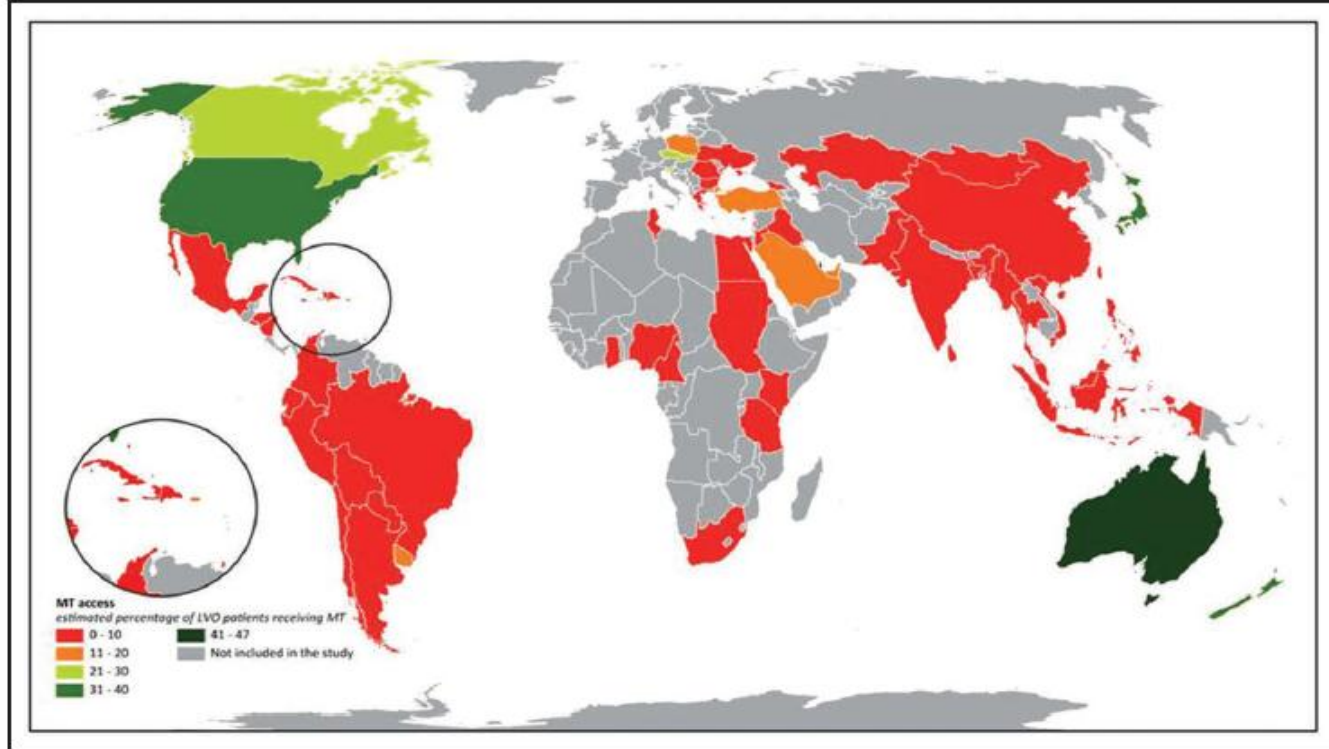 MT access
estimated percentage of LVO patients receiving MT
0 - 10
11 - 20
21 - 30
31 - 40
41 - 47
Not included in the study